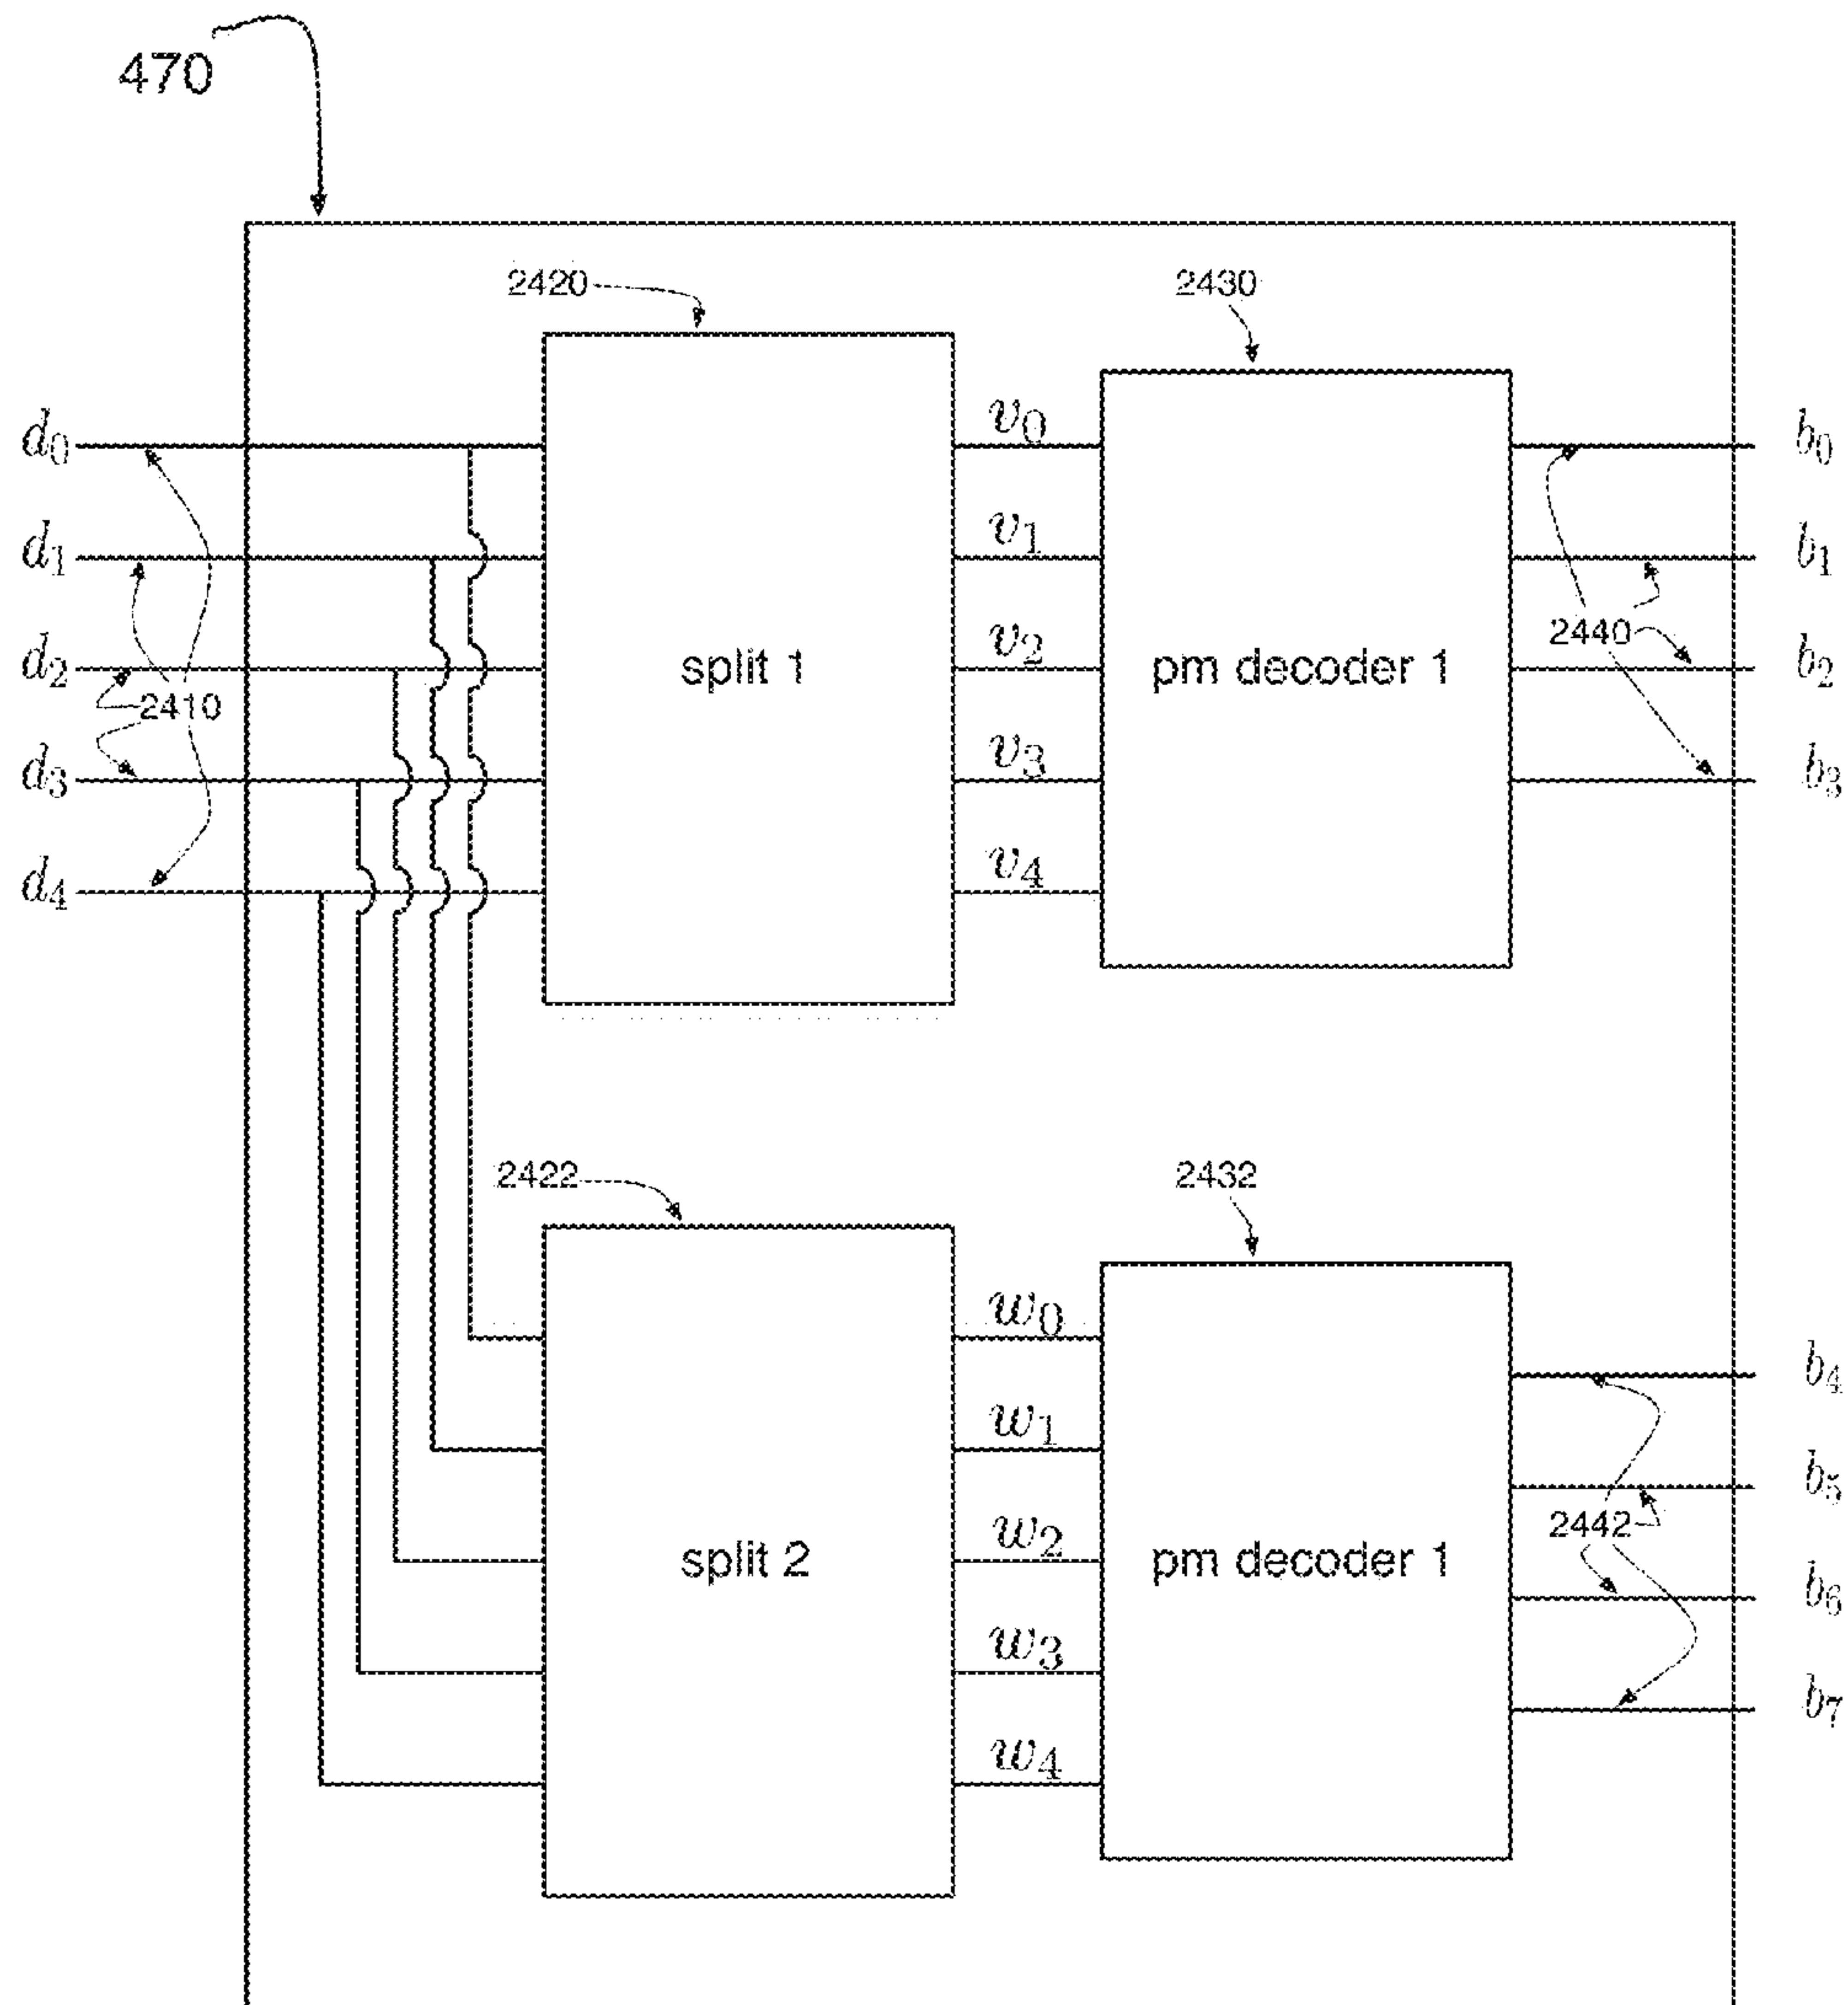 470
2420
2430
d0
v0
b0
d1
v1
b1
2440
d2
v2
b2
split 1
pm decoder 1
2410
d3
v3
b3
d4
v4
2422
2432
w0
b4
w1
b5
2442
w2
split 2
pm decoder 1
b6
w3
b7
w4